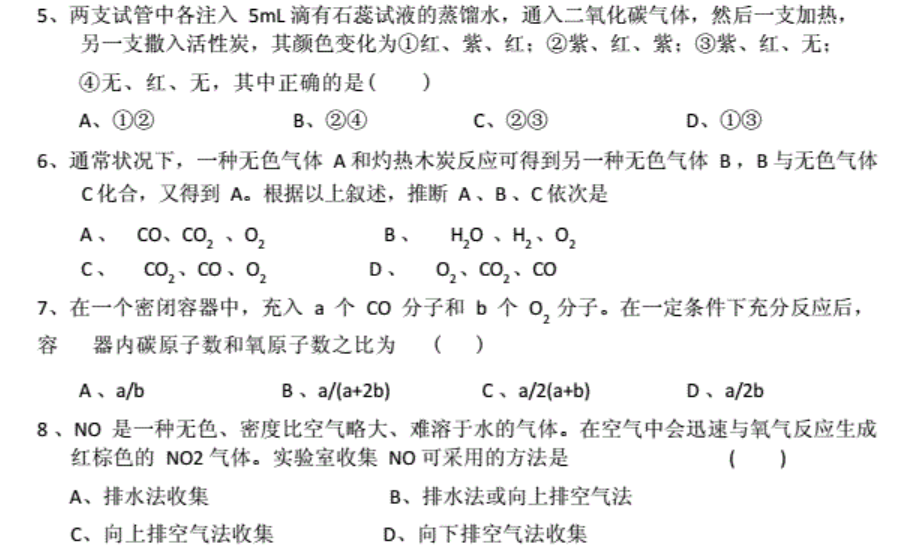 5、两支试管中各注入 5mL 滴有石蕊试液的蒸馏水，通入二氧化碳气体，然后一支加热，
另一支撒入活性炭，其颜色变化为①红、紫、红；②紫、红、紫；③紫、红、无；
④无、红、无，其中正确的是(    )
A、①② B、②④ C、②③ D、①③
6、通常状况下，一种无色气体 A 和灼热木炭反应可得到另一种无色气体 B，B 与无色气体
C 化合，又得到 A。根据以上叙述，推断 A、B、C 依次是
A、 CO、CO₂ 、O₂ B、 H₂O 、H₂、O₂
C、 CO₂、CO 、O₂ D、 O₂、CO₂、CO
7、在一个密闭容器中，充入 a 个 CO 分子和 b 个 O₂ 分子。在一定条件下充分反应后，
容 器内碳原子数和氧原子数之比为 (    )
A、a/b B、a/(a+2b) C、a/2(a+b) D、a/2b
8、NO 是一种无色、密度比空气略大、难溶于水的气体。在空气中会迅速与氧气反应生成
红棕色的 NO2 气体。实验室收集 NO 可采用的方法是 (    )
A、排水法收集 B、排水法或向上排空气法
C、向上排空气法收集 D、向下排空气法收集